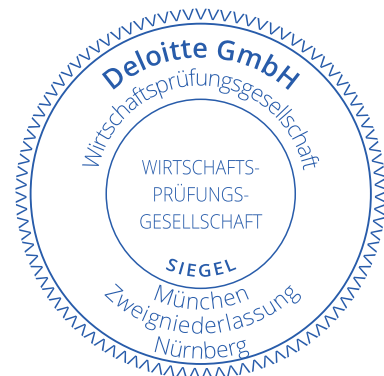 Deloitte GmbH
Wirtschaftsprüfungsgesellschaft
WIRTSCHAFTS-
PRÜFUNGS-
GESELLSCHAFT
SIEGEL
München
Zweigniederlassung
Nürnberg